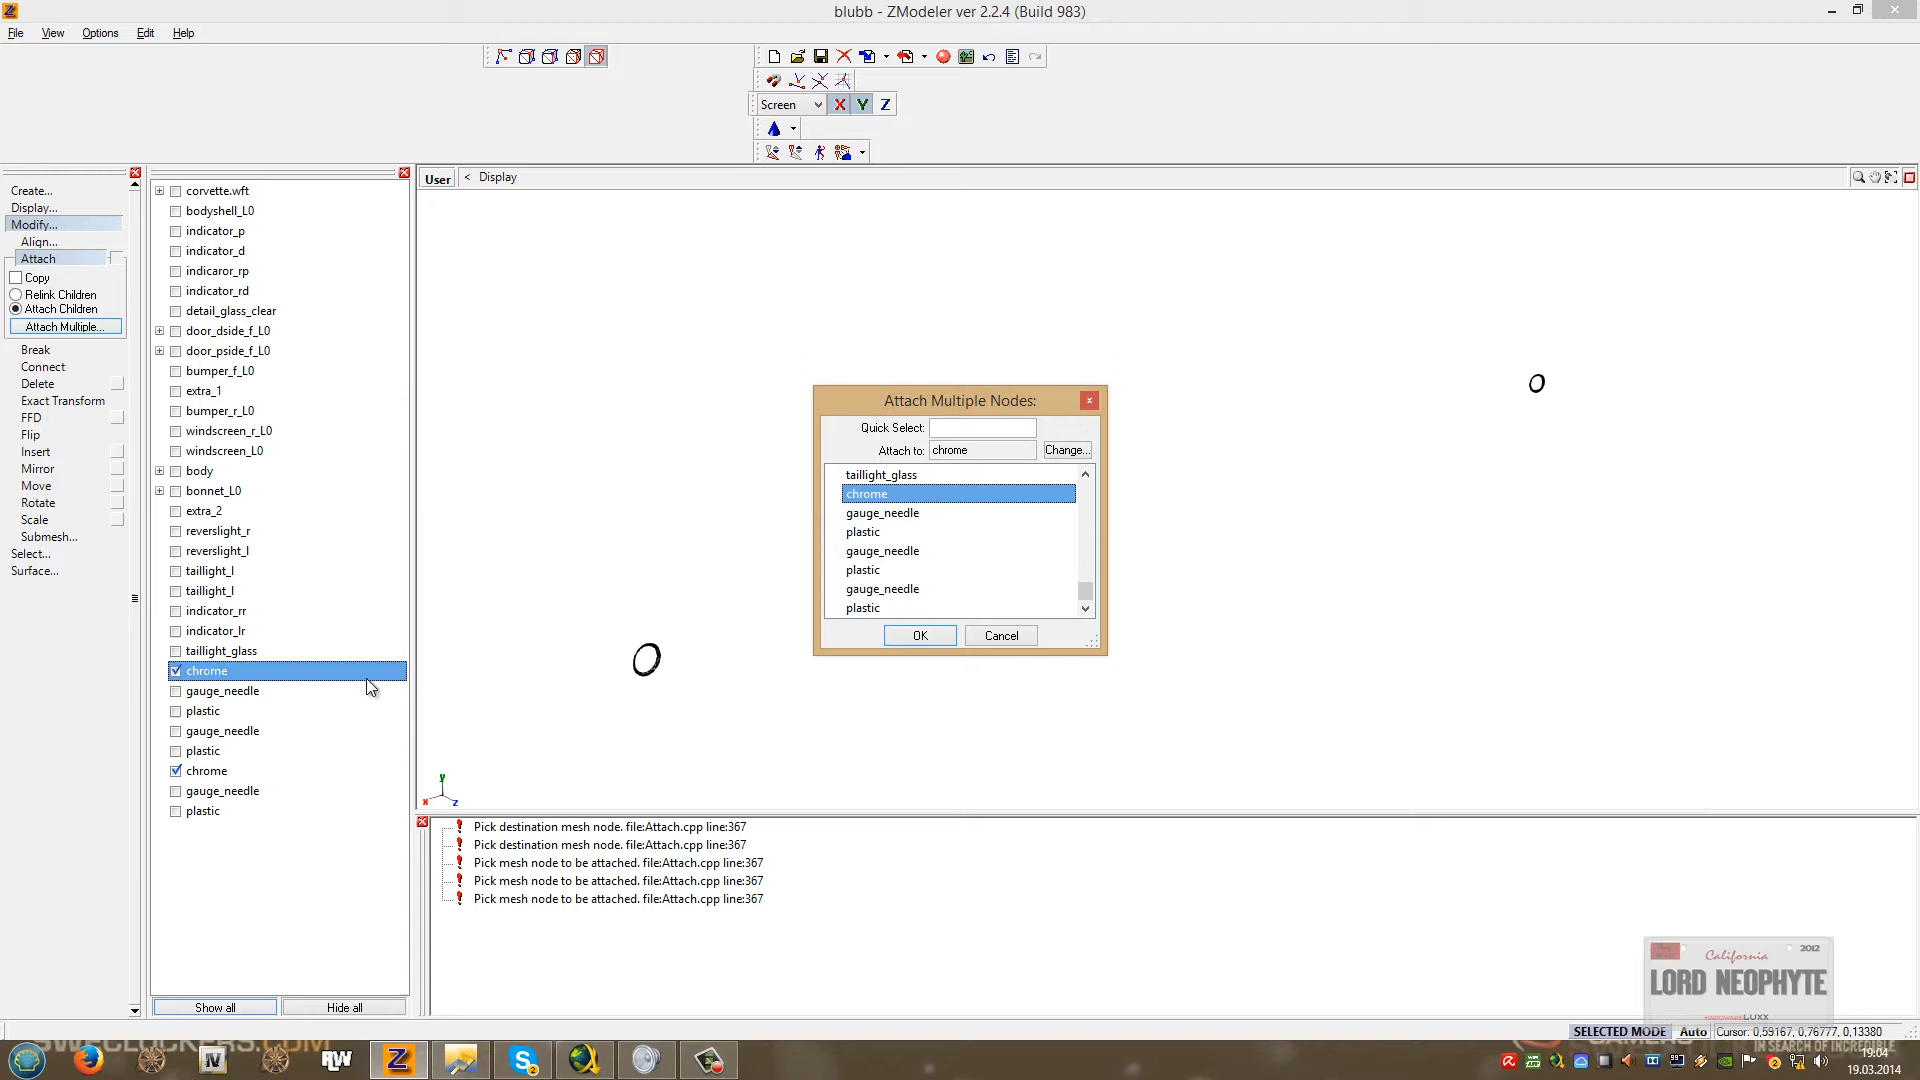 blubb - ZModeler ver 2.2.4 (Build 983)
File View Options Edit Help
Screen X Y Z
Create...
Display...
Modify...
Align...
Attach
Copy
Relink Children
Attach Children
Attach Multiple...
Break
Connect
Delete
Exact Transform
FFD
Flip
Insert
Mirror
Move
Rotate
Scale
Submesh...
Select...
Surface...
corvette.wft
bodyshell_L0
indicator_p
indicator_d
indicaror_rp
indicator_rd
detail_glass_clear
door_dside_f_L0
door_pside_f_L0
bumper_f_L0
extra_1
bumper_r_L0
windscreen_r_L0
windscreen_L0
body
bonnet_L0
extra_2
reverslight_r
reverslight_l
taillight_l
taillight_l
indicator_rr
indicator_lr
taillight_glass
chrome
gauge_needle
plastic
gauge_needle
plastic
chrome
gauge_needle
plastic
Show all Hide all
User < Display
Attach Multiple Nodes:
Quick Select:
Attach to: chrome Change...
taillight_glass
chrome
gauge_needle
plastic
gauge_needle
plastic
gauge_needle
plastic
OK Cancel
y
x z
Pick destination mesh node. file:Attach.cpp line:367
Pick destination mesh node. file:Attach.cpp line:367
Pick mesh node to be attached. file:Attach.cpp line:367
Pick mesh node to be attached. file:Attach.cpp line:367
Pick mesh node to be attached. file:Attach.cpp line:367
California 2012
LORD NEOPHYTE
HARDWARELUXX
SELECTED MODE Auto Cursor: 0,59167, 0,76777, 0,13380
IN SEARCH OF INCREDIBLE
19:04
19.03.2014